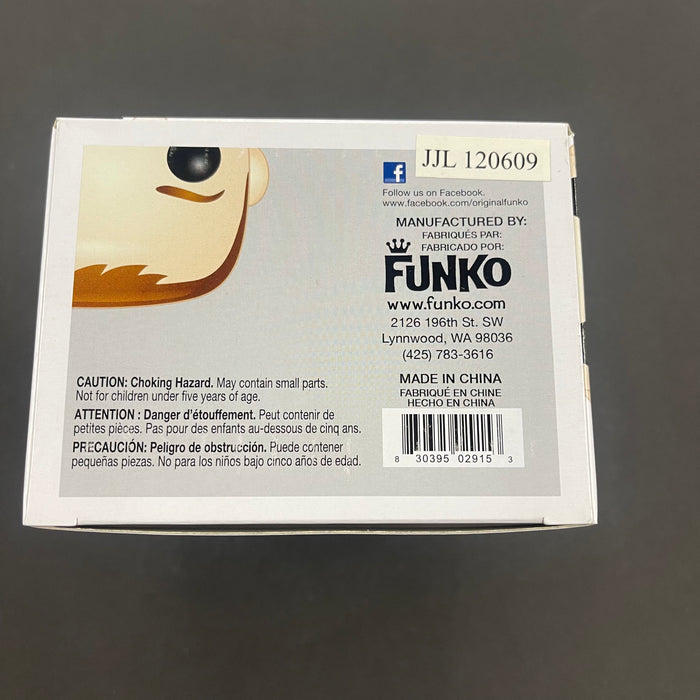 JJL 120609
Follow us on Facebook.
www.facebook.com/originalfunko
MANUFACTURED BY:
FABRIQUÉS PAR:
FABRICADO POR:
FUNKO
www.funko.com
2126 196th St. SW
Lynnwood, WA 98036
(425) 783-3616
MADE IN CHINA
FABRIQUÉ EN CHINE
HECHO EN CHINA
8 30395 02915 3
CAUTION: Choking Hazard. May contain small parts.
Not for children under five years of age.
ATTENTION : Danger d'étouffement. Peut contenir de
petites pièces. Pas pour des enfants au-dessous de cinq ans.
PRECAUCIÓN: Peligro de obstrucción. Puede contener
pequeñas piezas. No para los niños bajo cinco años de edad.